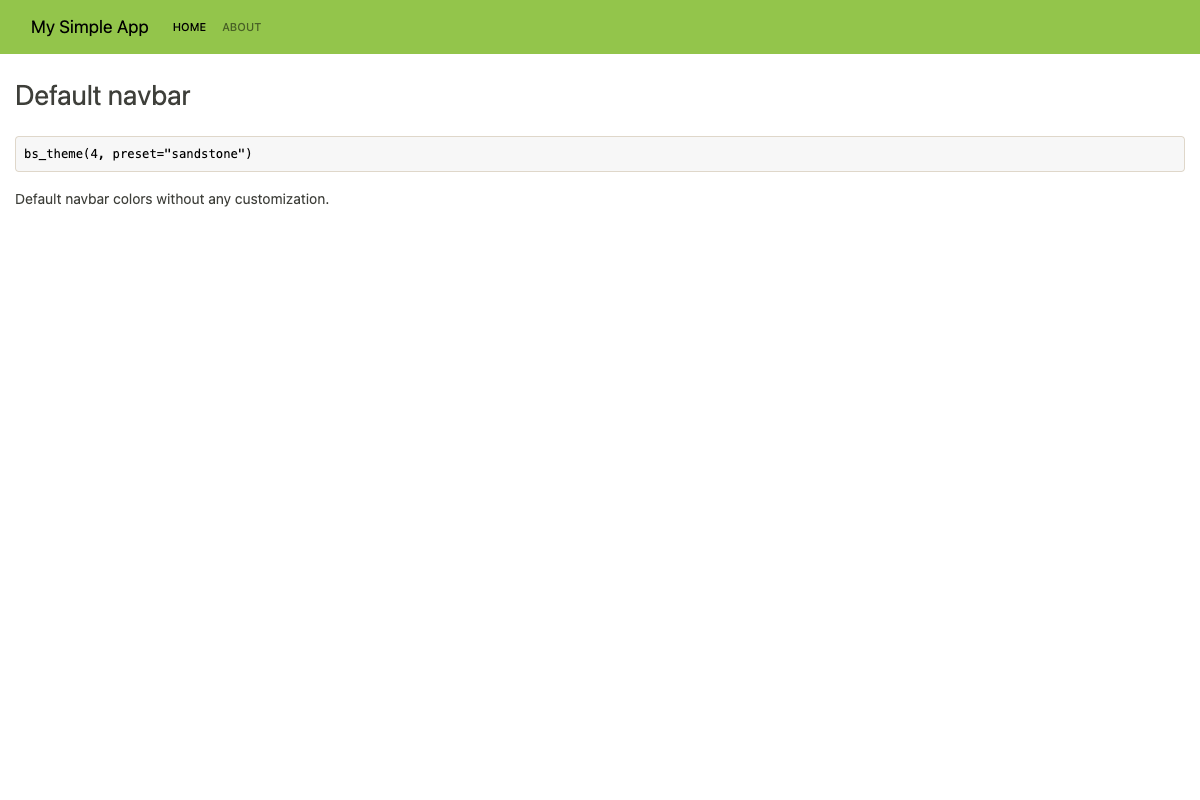 My Simple App HOME ABOUT
Default navbar
bs_theme(4, preset="sandstone")
Default navbar colors without any customization.